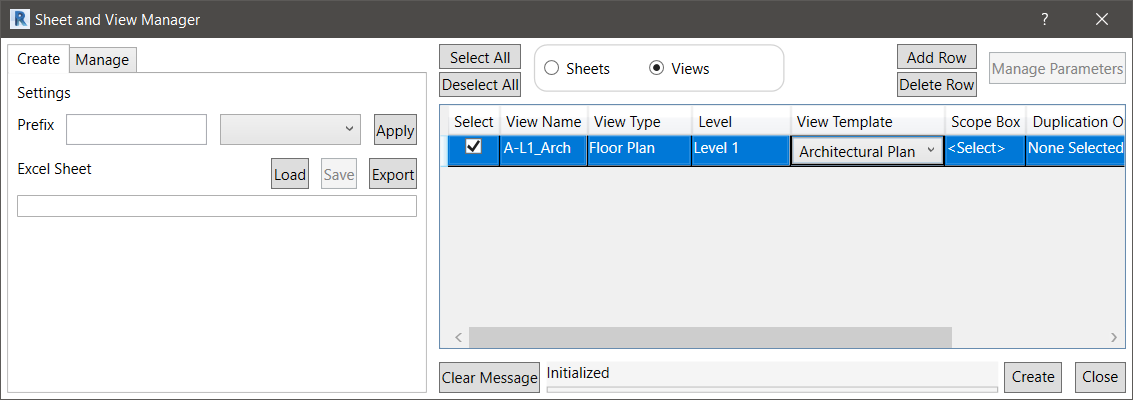 Sheet and View Manager
?
Create Manage
Settings
Prefix
Apply
Excel Sheet
Load Save Export
Select All
Deselect All
Sheets Views
Add Row
Delete Row
Manage Parameters
Select View Name View Type Level View Template Scope Box Duplication O
A-L1_Arch Floor Plan Level 1 Architectural Plan <Select> None Selected
Clear Message Initialized Create Close